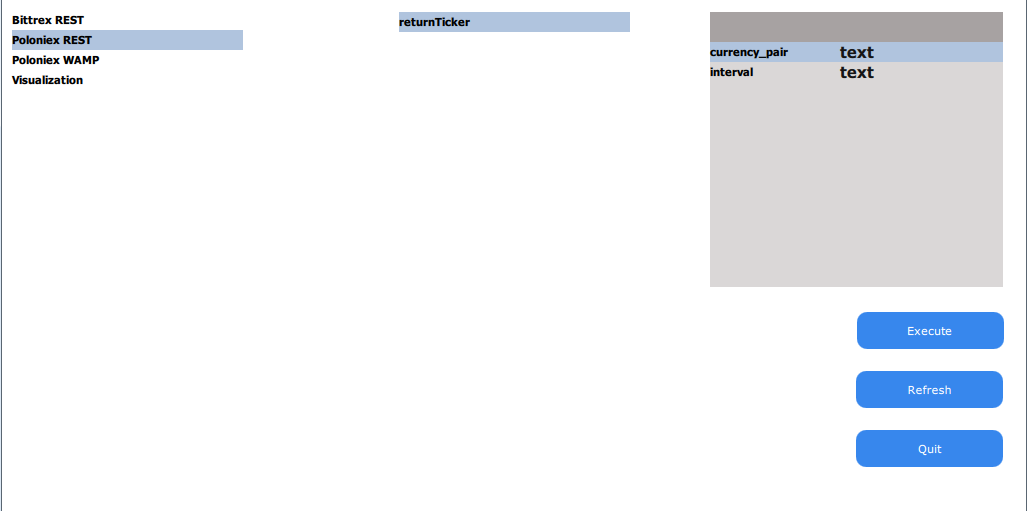 Bittrex REST
Poloniex REST
Poloniex WAMP
Visualization
returnTicker
currency_pair text
interval text
Execute
Refresh
Quit